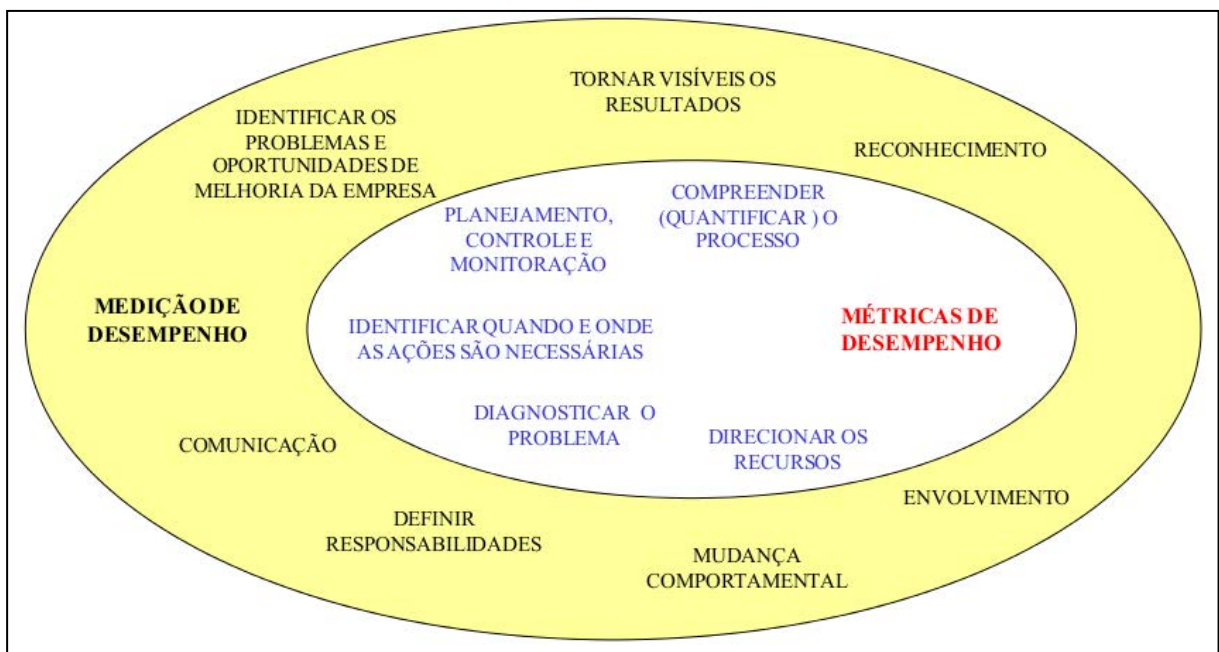 TORNAR VISÍVEIS OS
RESULTADOS
IDENTIFICAR OS
PROBLEMAS E
OPORTUNIDADES DE
MELHORIA DA EMPRESA
RECONHECIMENTO
COMPREENDER
(QUANTIFICAR ) O
PROCESSO
PLANEJAMENTO,
CONTROLE E
MONITORAÇÃO
MEDIÇÃO DE
DESEMPENHO
IDENTIFICAR QUANDO E ONDE
AS AÇÕES SÃO NECESSÁRIAS
MÉTRICAS DE
DESEMPENHO
DIAGNOSTICAR O
PROBLEMA
DIRECIONAR OS
RECURSOS
COMUNICAÇÃO
ENVOLVIMENTO
DEFINIR
RESPONSABILIDADES
MUDANÇA
COMPORTAMENTAL